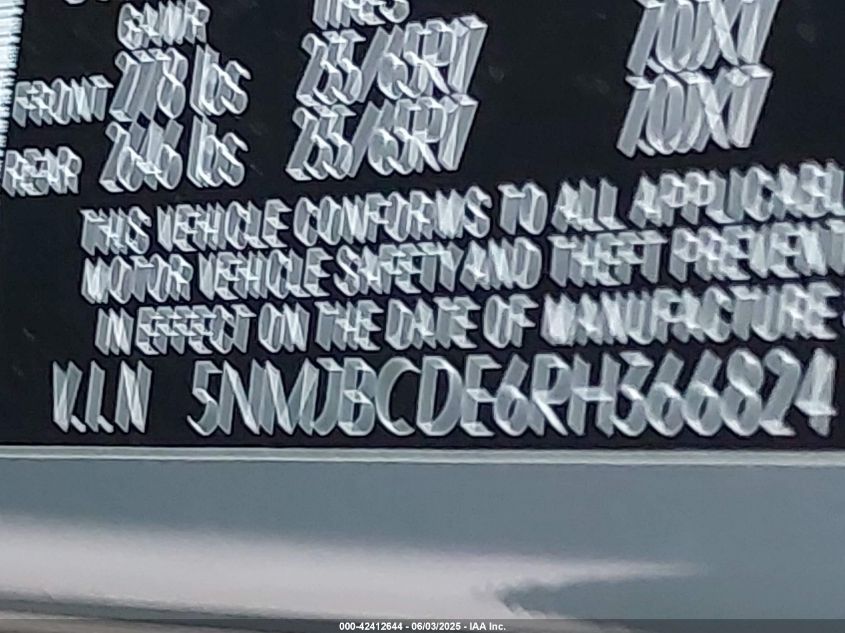 GAWR TIRES
FRONT 2778 lbs 235/65R17 7.0JX17
REAR 2646 lbs 235/65R17 7.0JX17
THIS VEHICLE CONFORMS TO ALL APPLICABL
MOTOR VEHICLE SAFETY AND THEFT PREVENT
IN EFFECT ON THE DATE OF MANUFACTURE
V.I.N 5NMJBCDE6RH366824
000-42412644 - 06/03/2025 - IAA Inc.